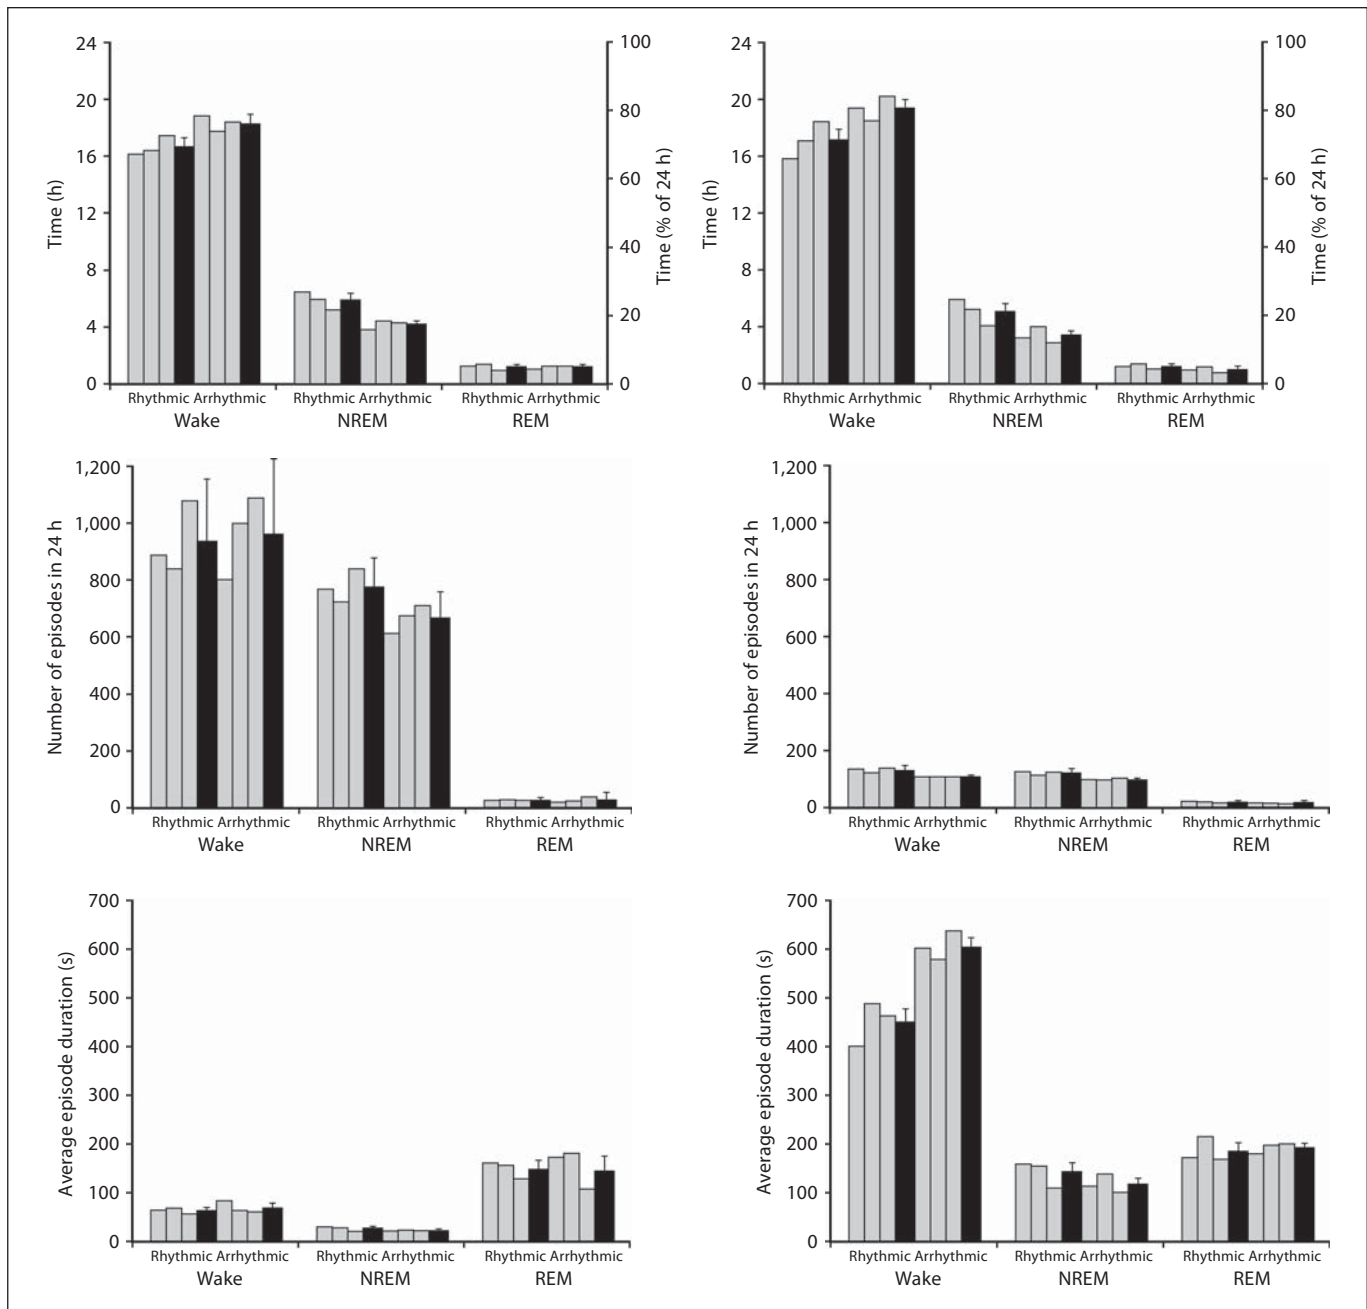 24
20
16
12
8
4
0
Time (h)
100
80
60
40
20
0
Time (% of 24 h)
Rhythmic Arrhythmic Rhythmic Arrhythmic Rhythmic Arrhythmic
Wake NREM REM
24
20
16
12
8
4
0
Time (h)
100
80
60
40
20
0
Time (% of 24 h)
Rhythmic Arrhythmic Rhythmic Arrhythmic Rhythmic Arrhythmic
Wake NREM REM
1,200
1,000
800
600
400
200
0
Number of episodes in 24 h
Rhythmic Arrhythmic Rhythmic Arrhythmic Rhythmic Arrhythmic
Wake NREM REM
1,200
1,000
800
600
400
200
0
Number of episodes in 24 h
Rhythmic Arrhythmic Rhythmic Arrhythmic Rhythmic Arrhythmic
Wake NREM REM
700
600
500
400
300
200
100
0
Average episode duration (s)
Rhythmic Arrhythmic Rhythmic Arrhythmic Rhythmic Arrhythmic
Wake NREM REM
700
600
500
400
300
200
100
0
Average episode duration (s)
Rhythmic Arrhythmic Rhythmic Arrhythmic Rhythmic Arrhythmic
Wake NREM REM